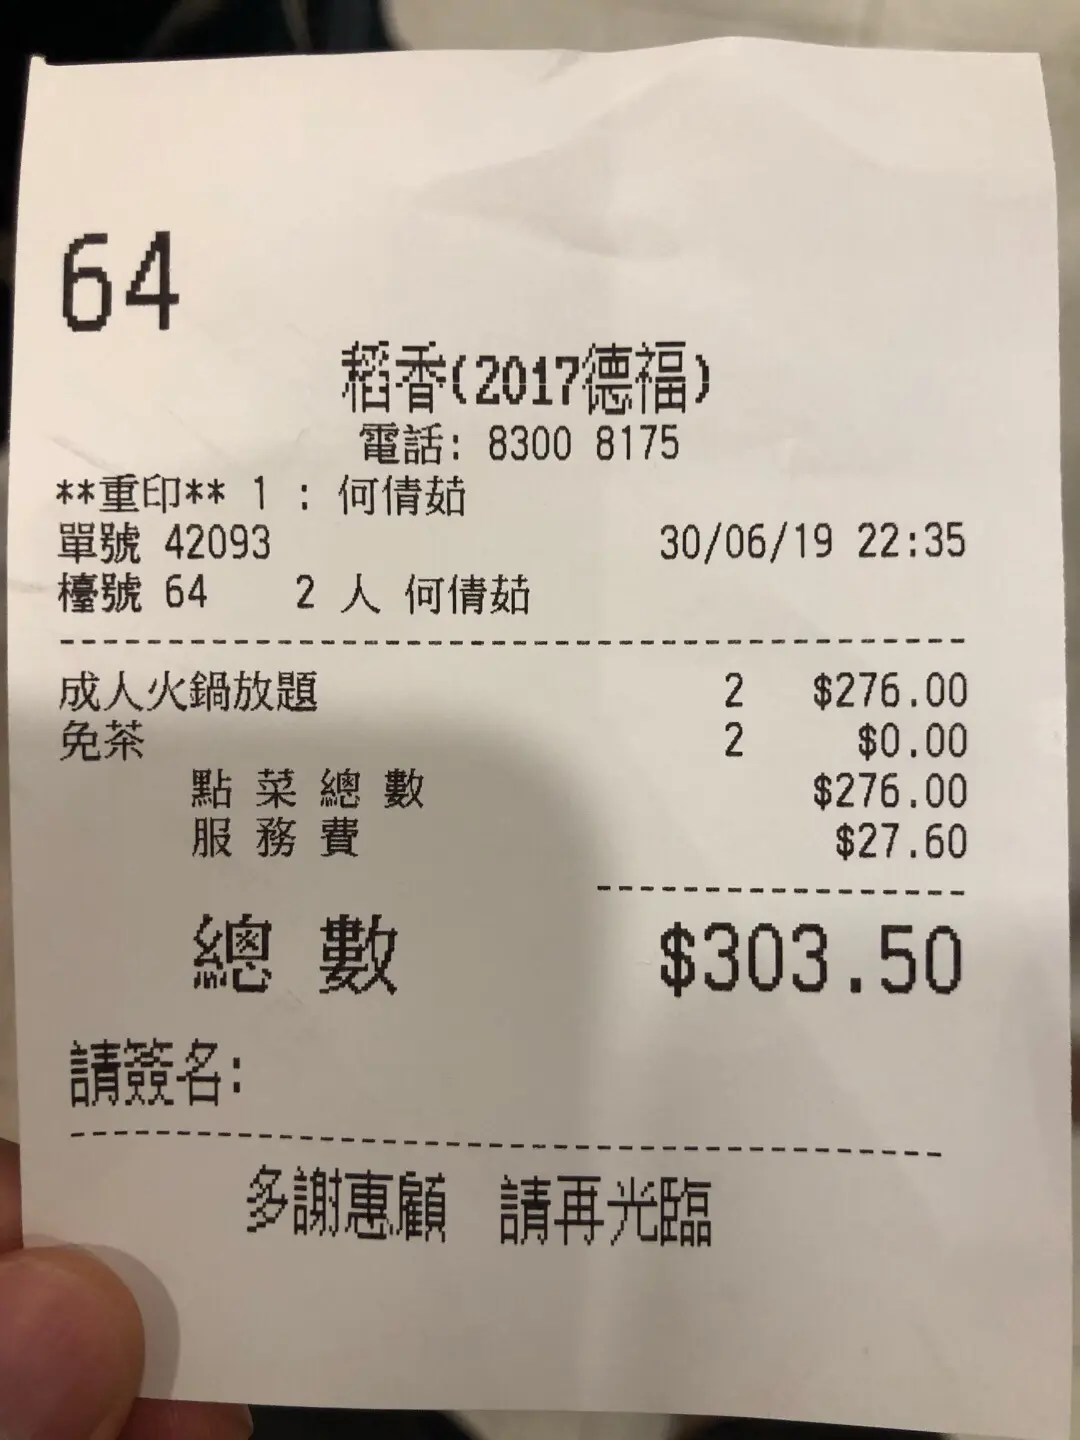 64
稻香(2017德福)
電話: 8300 8175
**重印** 1 : 何倩茹
單號 42093 30/06/19 22:35
檯號 64 2 人 何倩茹
成人火鍋放題 2 $276.00
免茶 2 $0.00
點 菜 總 數 $276.00
服 務 費 $27.60
總 數 $303.50
請簽名:
多謝惠顧 請再光臨